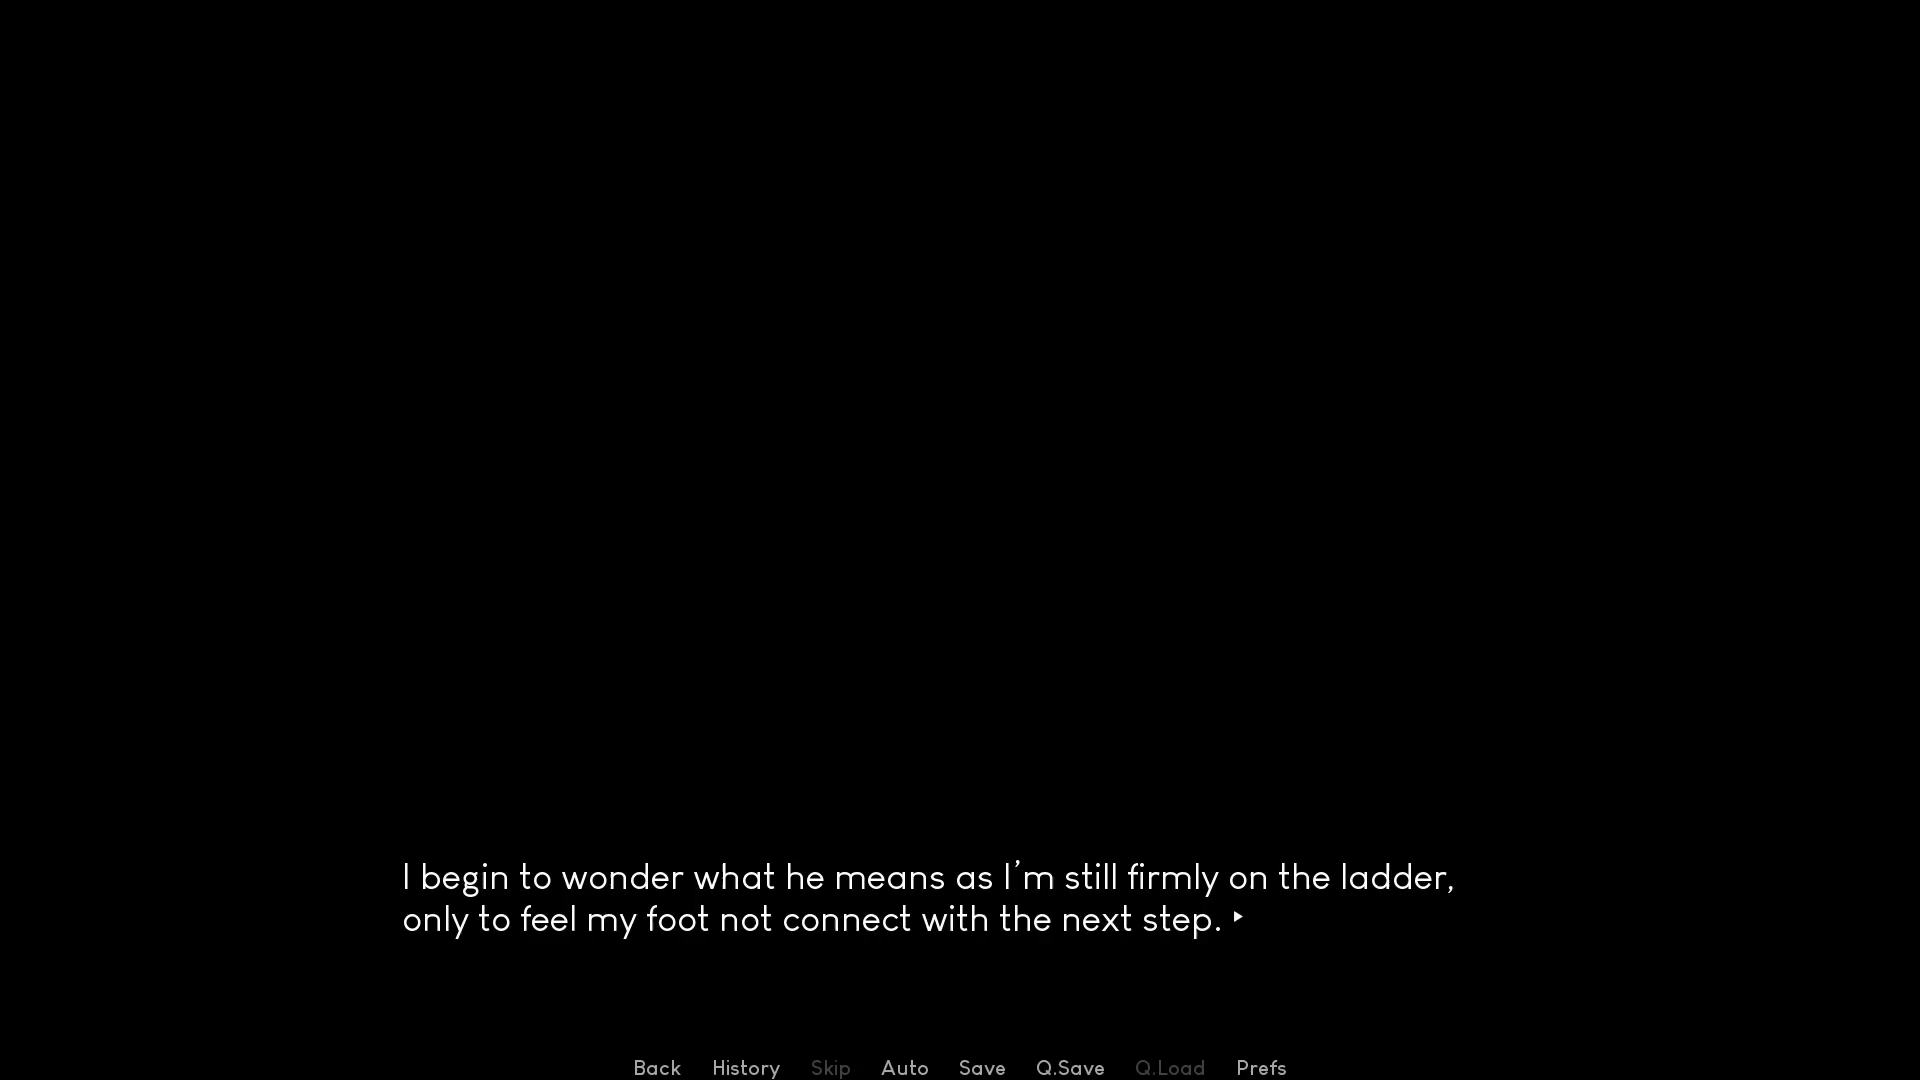 I begin to wonder what he means as I’m still firmly on the ladder,
only to feel my foot not connect with the next step.
Back History Skip Auto Save Q.Save Q.Load Prefs